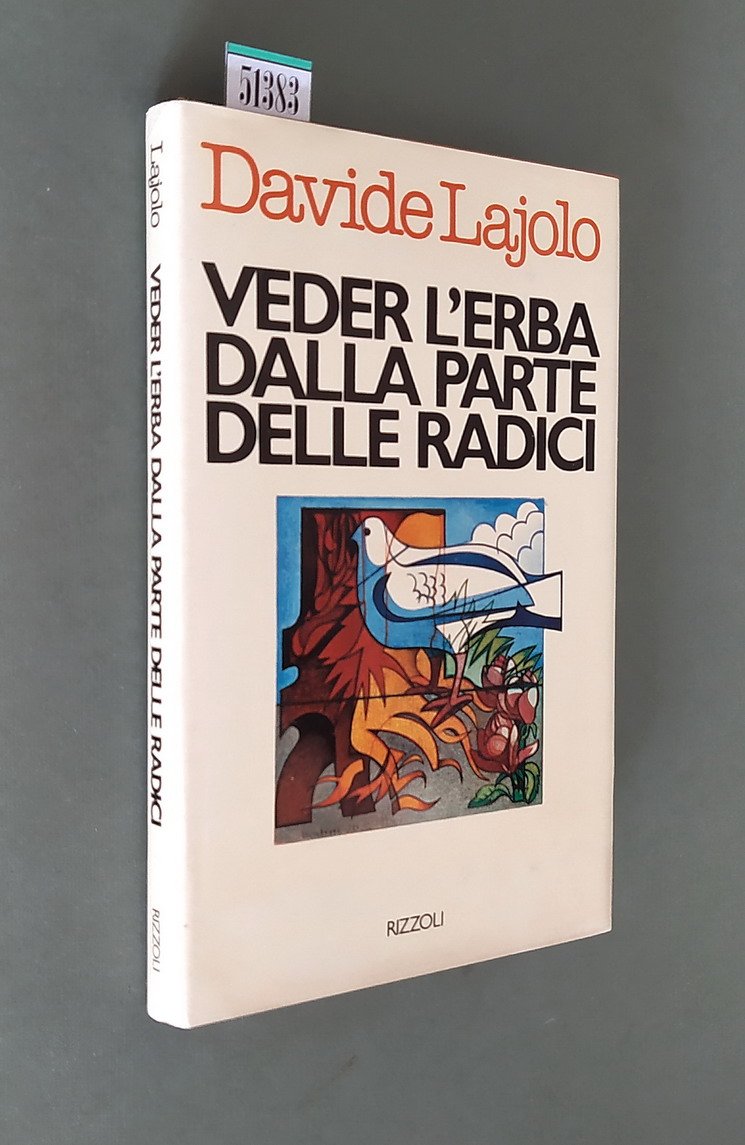 51383
Davide Lajolo
VEDER L'ERBA
DALLA PARTE
DELLE RADICI
RIZZOLI
Lajolo VEDER L'ERBA DALLA PARTE DELLE RADICI RIZZOLI